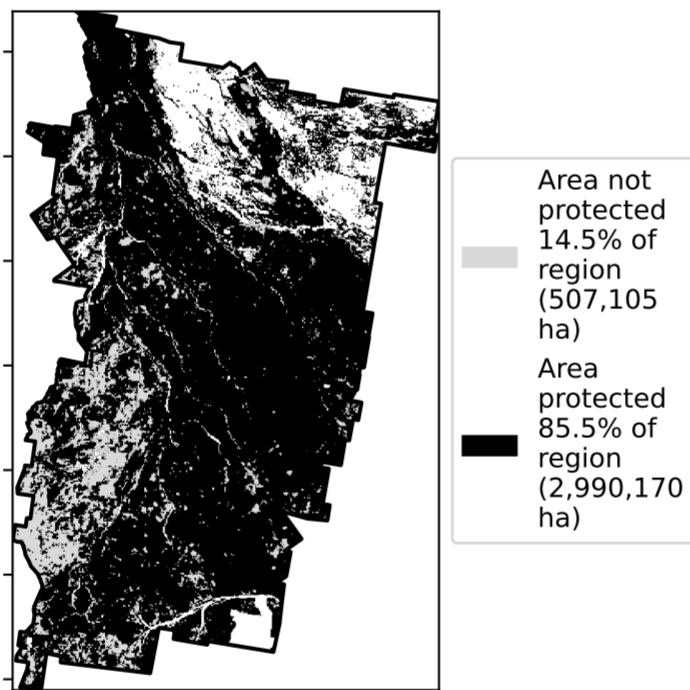 Area not
protected
14.5% of
region
(507,105
ha)
Area
protected
85.5% of
region
(2,990,170
ha)